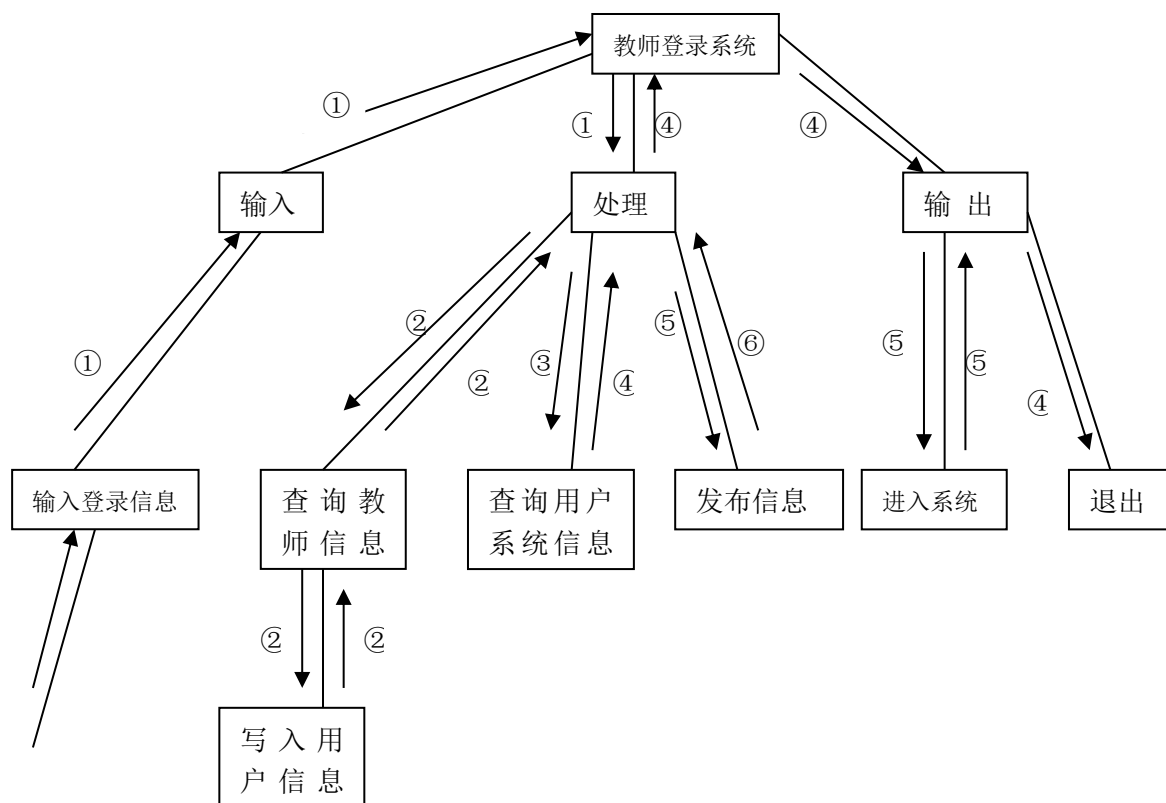 教师登录系统
①
①
④
④
输入
处理
输 出
①
②
②
③
④
⑤
⑥
⑤
⑤
④
输入登录信息
查询教
师信息
查询用户
系统信息
发布信息
进入系统
退出
②
②
写入用
户信息